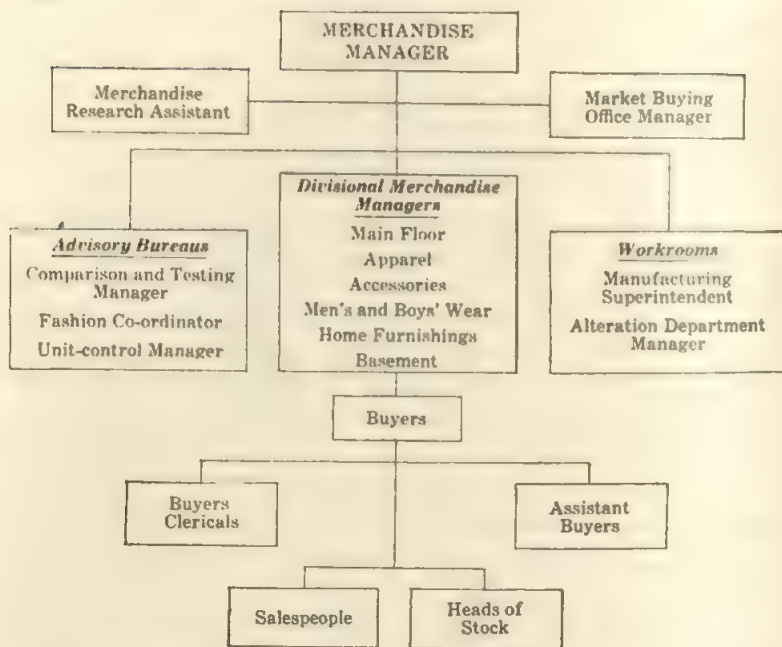 MERCHANDISE
MANAGER
Merchandise
Research Assistant
Market Buying
Office Manager
Advisory Bureaus
Comparison and Testing
Manager
Fashion Co-ordinator
Unit-control Manager
Divisional Merchandise
Managers
Main Floor
Apparel
Accessories
Men's and Boys' Wear
Home Furnishings
Basement
Workrooms
Manufacturing
Superintendent
Alteration Department
Manager
Buyers
Buyers
Clericals
Assistant
Buyers
Salespeople
Heads of
Stock